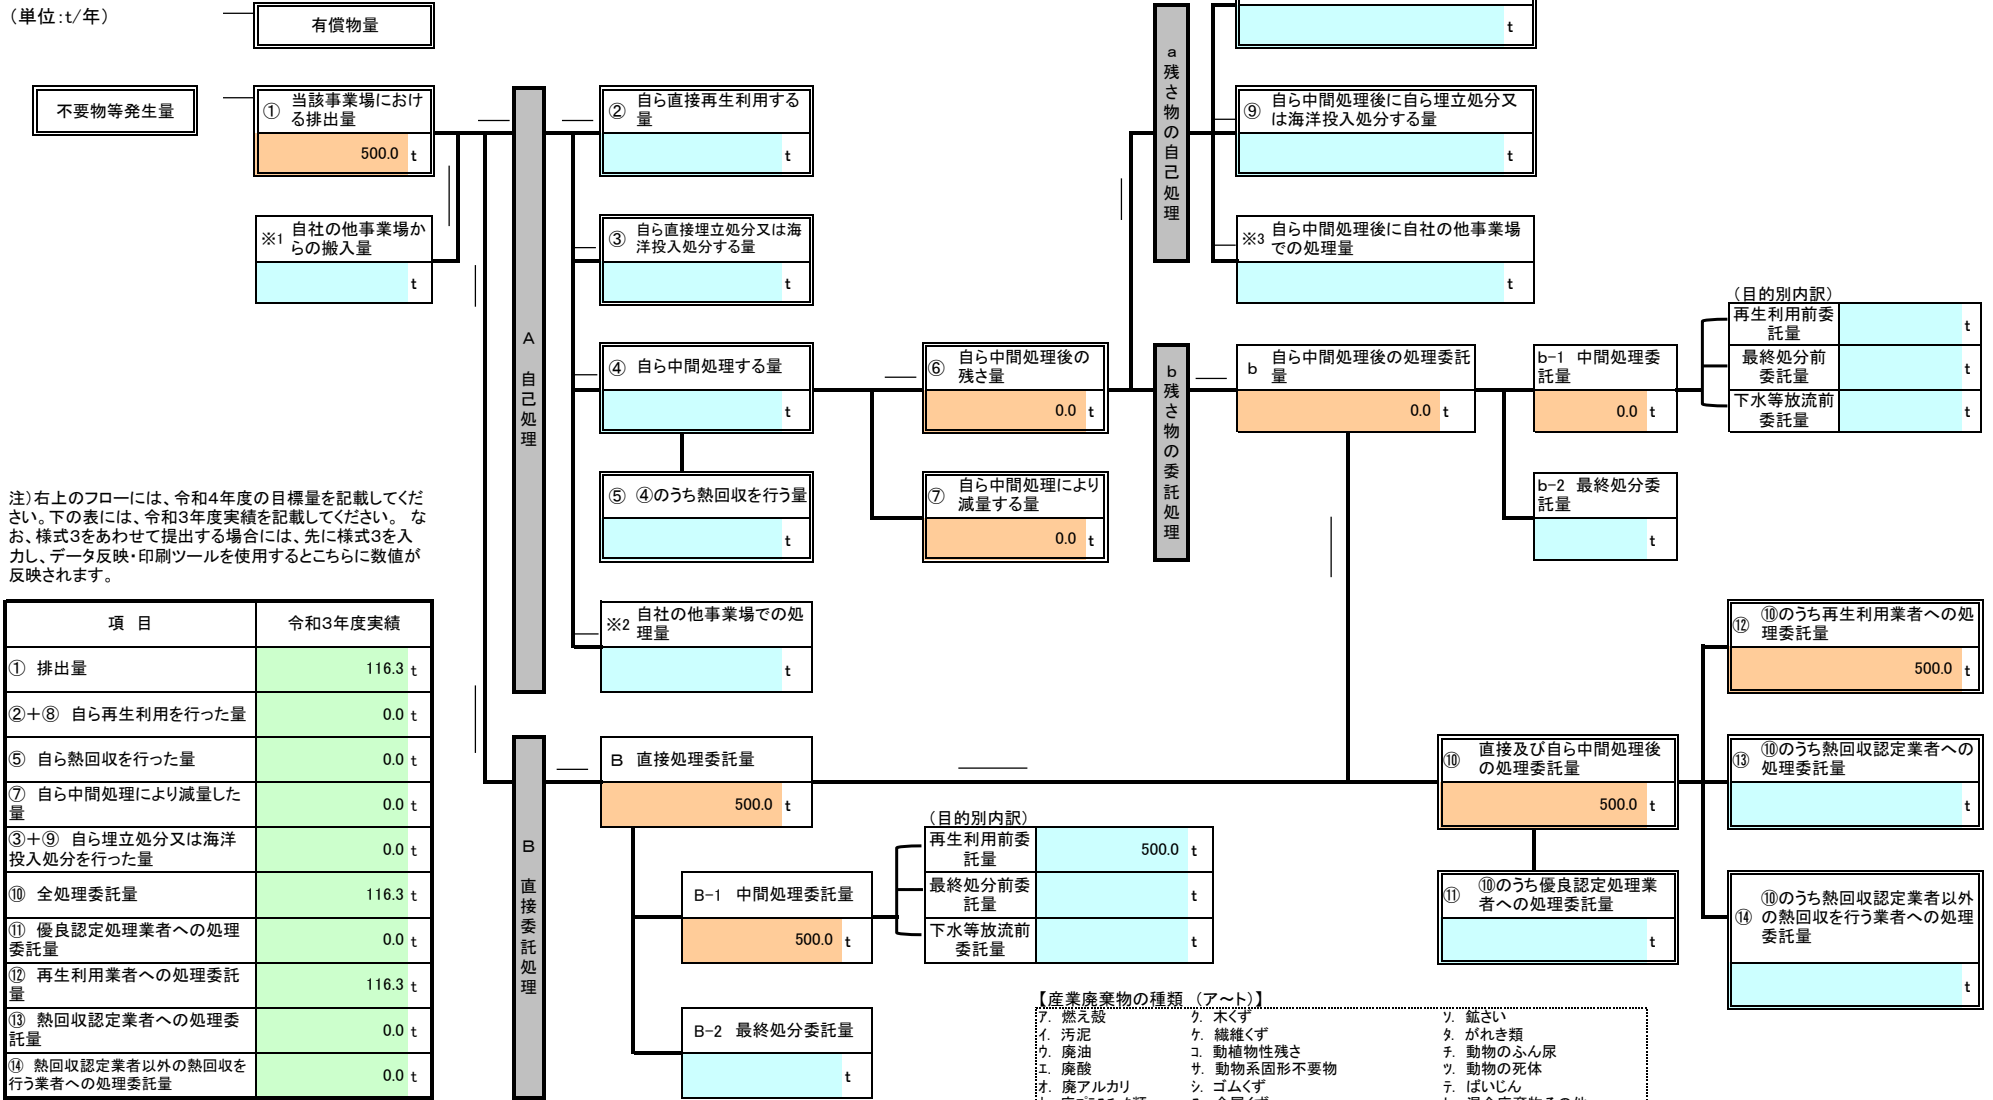 (単位:t/年)
有償物量
不要物等発生量
① 当該事業場におけ
る排出量
500.0 t
※1 自社の他事業場か
らの搬入量
t
A 自己処理
② 自ら直接再生利用する
量
t
③ 自ら直接埋立処分又は海
洋投入処分する量
t
④ 自ら中間処理する量
t
⑤ ④のうち熱回収を行う量
t
※2 自社の他事業場での処
理量
t
⑥ 自ら中間処理後の
残さ量
0.0 t
⑦ 自ら中間処理により
減量する量
0.0 t
a 残さ物の自己処理
t
⑨ 自ら中間処理後に自ら埋立処分又
は海洋投入処分する量
t
※3 自ら中間処理後に自社の他事業場
での処理量
t
b 残さ物の委託処理
b 自ら中間処理後の処理委託
量
0.0 t
b-1 中間処理委
託量
0.0 t
b-2 最終処分委
託量
t
(目的別内訳)
再生利用前委
託量
t
最終処分前
委託量
t
下水等放流前
委託量
t
注)右上のフローには、令和4年度の目標量を記載してくだ
さい。下の表には、令和3年度実績を記載してください。 な
お、様式3をあわせて提出する場合には、先に様式3を入
力し、データ反映・印刷ツールを使用するとこちらに数値が
反映されます。
項 目 令和3年度実績
① 排出量 116.3 t
②+⑧ 自ら再生利用を行った量 0.0 t
⑤ 自ら熱回収を行った量 0.0 t
⑦ 自ら中間処理により減量した
量 0.0 t
③+⑨ 自ら埋立処分又は海洋
投入処分を行った量 0.0 t
⑩ 全処理委託量 116.3 t
⑪ 優良認定処理業者への処理
委託量 0.0 t
⑫ 再生利用業者への処理委託
量 116.3 t
⑬ 熱回収認定業者への処理委
託量 0.0 t
⑭ 熱回収認定業者以外の熱回収を
行う業者への処理委託量 0.0 t
B 直接委託処理
B 直接処理委託量
500.0 t
B-1 中間処理委託量
500.0 t
B-2 最終処分委託量
t
(目的別内訳)
再生利用前委
託量
500.0 t
最終処分前委
託量
t
下水等放流前
委託量
t
⑩ 直接及び自ら中間処理後
の処理委託量
500.0 t
⑪ ⑩のうち優良認定処理業
者への処理委託量
t
⑫ ⑩のうち再生利用業者への処
理委託量
500.0 t
⑬ ⑩のうち熱回収認定業者への
処理委託量
t
⑭ ⑩のうち熱回収認定業者以外
の熱回収を行う業者への処理
委託量
t
【産業廃棄物の種類 (ア~ト)】
ア. 燃え殻 ク. 木くず ソ. 鉱さい
イ. 汚泥 ケ. 繊維くず タ. がれき類
ウ. 廃油 コ. 動植物性残さ チ. 動物のふん尿
エ. 廃酸 サ. 動物系固形不要物 ツ. 動物の死体
オ. 廃アルカリ シ. ゴムくず テ. ばいじん